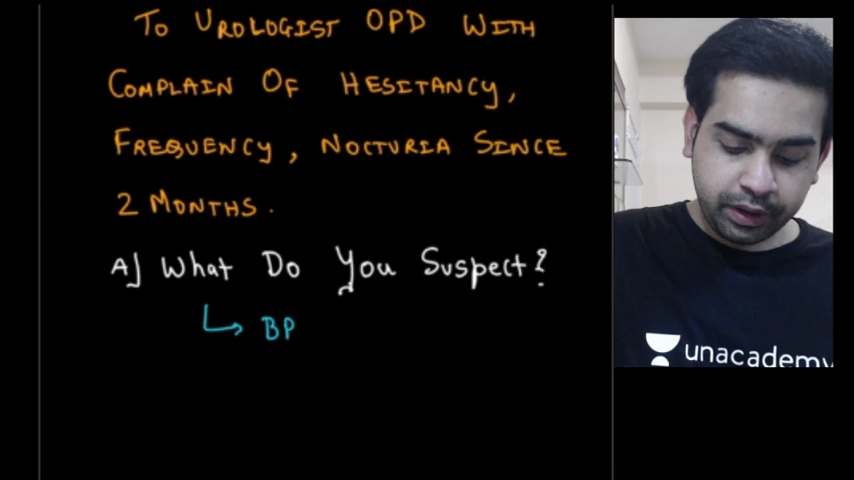 TO UROLOGIST OPD WITH
COMPLAIN OF HESITANCY,
FREQUENCY, NOCTURIA SINCE
2 MONTHS.
A] What Do You Suspect?
BP
unacademy